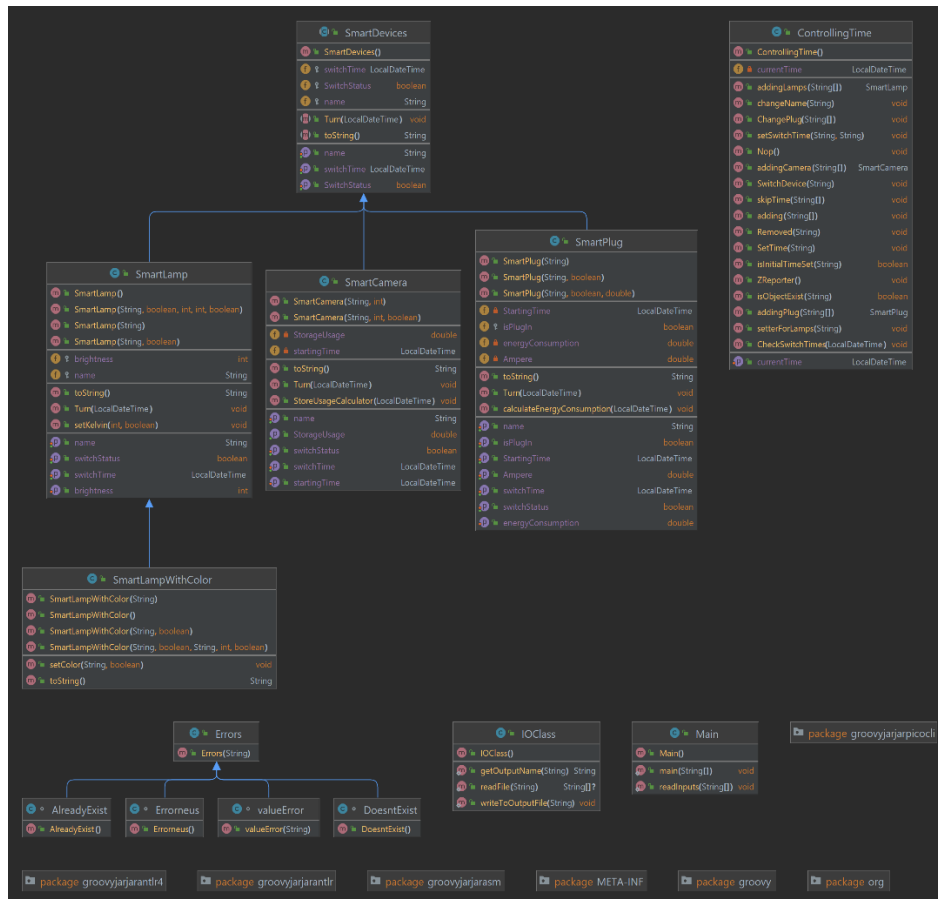 SmartDevices
SmartDevices()
switchTime LocalDateTime
SwitchStatus boolean
name String
Turn(LocalDateTime) void
toString() String
name String
switchTime LocalDateTime
SwitchStatus boolean
ControllingTime
ControllingTime()
currentTime LocalDateTime
addingLamps(String[]) SmartLamp
changeName(String) void
ChangePlug(String[]) void
setSwitchTime(String, String) void
Nop() void
addingCamera(String[]) SmartCamera
SwitchDevice(String) void
skipTime(String[]) void
adding(String[]) void
Removed(String) void
SetTime(String) void
isInitialTimeSet(String) boolean
ZReporter() void
isObjectExist(String) boolean
addingPlug(String[]) SmartPlug
setterForLamps(String) void
CheckSwitchTimes(LocalDateTime) void
currentTime LocalDateTime
SmartLamp
SmartLamp()
SmartLamp(String, boolean, int, int, boolean)
SmartLamp(String)
SmartLamp(String, boolean)
brightness int
name String
toString() String
Turn(LocalDateTime) void
setKelvin(int, boolean) void
name String
switchStatus boolean
switchTime LocalDateTime
brightness int
SmartCamera
SmartCamera(String, int)
SmartCamera(String, int, boolean)
StorageUsage double
startingTime LocalDateTime
toString() String
Turn(LocalDateTime) void
StoreUsageCalculator(LocalDateTime) void
name String
StorageUsage double
switchStatus boolean
switchTime LocalDateTime
startingTime LocalDateTime
SmartPlug
SmartPlug(String)
SmartPlug(String, boolean)
SmartPlug(String, boolean, double)
StartingTime LocalDateTime
isPlugIn boolean
energyConsumption double
Ampere double
toString() String
Turn(LocalDateTime) void
calculateEnergyConsumption(LocalDateTime) void
name String
isPlugIn boolean
StartingTime LocalDateTime
Ampere double
switchTime LocalDateTime
switchStatus boolean
energyConsumption double
SmartLampWithColor
SmartLampWithColor(String)
SmartLampWithColor()
SmartLampWithColor(String, boolean)
SmartLampWithColor(String, boolean, String, int, boolean)
setColor(String, boolean) void
toString() String
Errors
Errors(String)
IOClass
IOClass()
getOutputName(String) String
readFile(String) String[]?
writeToOutputFile(String) void
Main
Main()
main(String[]) void
readInputs(String[]) void
package groovyjarjarpicocli
AlreadyExist
AlreadyExist()
Errorneus
Errorneus()
valueError
valueError(String)
DoesntExist
DoesntExist()
package groovyjarjarantlr4
package groovyjarjarantlr
package groovyjarjarasm
package META-INF
package groovy
package org